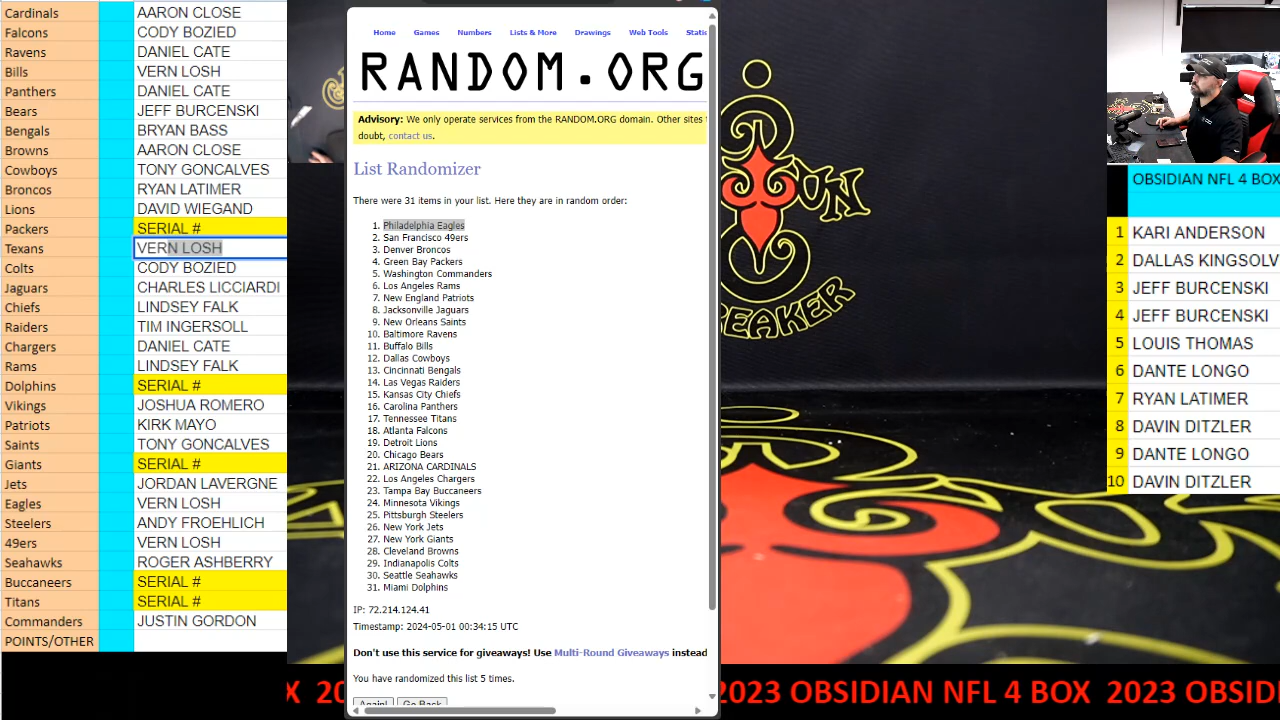 Cardinals AARON CLOSE
Falcons CODY BOZIED
Ravens DANIEL CATE
Bills VERN LOSH
Panthers DANIEL CATE
Bears JEFF BURCENSKI
Bengals BRYAN BASS
Browns AARON CLOSE
Cowboys TONY GONCALVES
Broncos RYAN LATIMER
Lions DAVID WIEGAND
Packers SERIAL #
Texans VERN LOSH
Colts CODY BOZIED
Jaguars CHARLES LICCIARDI
Chiefs LINDSEY FALK
Raiders TIM INGERSOLL
Chargers DANIEL CATE
Rams LINDSEY FALK
Dolphins SERIAL #
Vikings JOSHUA ROMERO
Patriots KIRK MAYO
Saints TONY GONCALVES
Giants SERIAL #
Jets JORDAN LAVERGNE
Eagles VERN LOSH
Steelers ANDY FROEHLICH
49ers VERN LOSH
Seahawks ROGER ASHBERRY
Buccaneers SERIAL #
Titans SERIAL #
Commanders JUSTIN GORDON
POINTS/OTHER
Home Games Numbers Lists & More Drawings Web Tools Statis
RANDOM.ORG
Advisory: We only operate services from the RANDOM.ORG domain. Other sites
doubt, contact us.
List Randomizer
There were 31 items in your list. Here they are in random order:
1. Philadelphia Eagles
2. San Francisco 49ers
3. Denver Broncos
4. Green Bay Packers
5. Washington Commanders
6. Los Angeles Rams
7. New England Patriots
8. Jacksonville Jaguars
9. New Orleans Saints
10. Baltimore Ravens
11. Buffalo Bills
12. Dallas Cowboys
13. Cincinnati Bengals
14. Las Vegas Raiders
15. Kansas City Chiefs
16. Carolina Panthers
17. Tennessee Titans
18. Atlanta Falcons
19. Detroit Lions
20. Chicago Bears
21. ARIZONA CARDINALS
22. Los Angeles Chargers
23. Tampa Bay Buccaneers
24. Minnesota Vikings
25. Pittsburgh Steelers
26. New York Jets
27. New York Giants
28. Cleveland Browns
29. Indianapolis Colts
30. Seattle Seahawks
31. Miami Dolphins
IP: 72.214.124.41
Timestamp: 2024-05-01 00:34:15 UTC
Don't use this service for giveaways! Use Multi-Round Giveaways instead
You have randomized this list 5 times.
Again! Go Back
OBSIDIAN NFL 4 BOX
1 KARI ANDERSON
2 DALLAS KINGSOLV
3 JEFF BURCENSKI
4 JEFF BURCENSKI
5 LOUIS THOMAS
6 DANTE LONGO
7 RYAN LATIMER
8 DAVIN DITZLER
9 DANTE LONGO
10 DAVIN DITZLER
X 20
2023 OBSIDIAN NFL 4 BOX 2023 OBSID